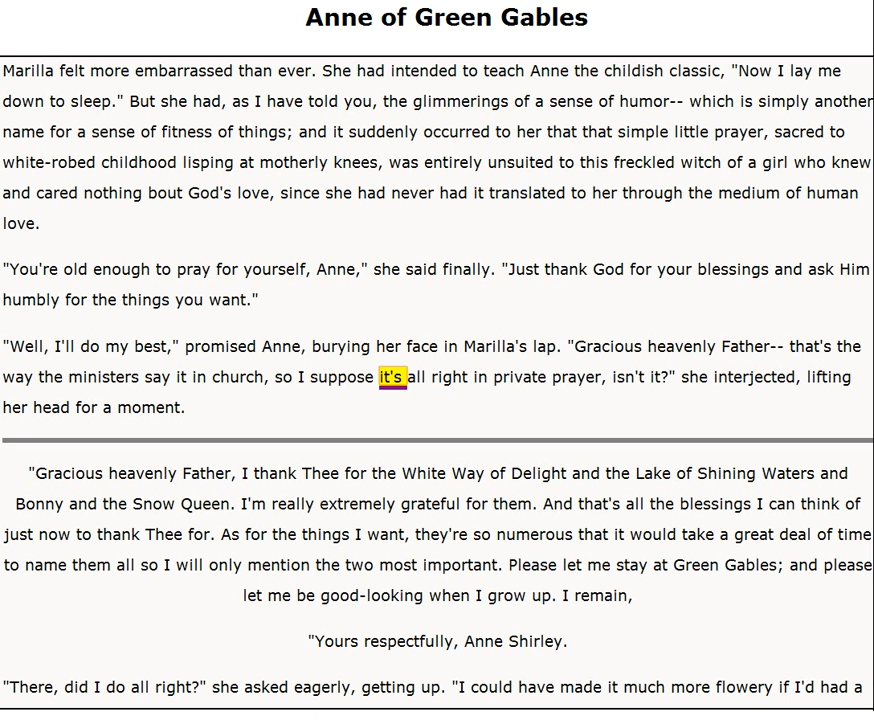 Anne of Green Gables
Marilla felt more embarrassed than ever. She had intended to teach Anne the childish classic, "Now I lay me
down to sleep." But she had, as I have told you, the glimmerings of a sense of humor-- which is simply another
name for a sense of fitness of things; and it suddenly occurred to her that that simple little prayer, sacred to
white-robed childhood lisping at motherly knees, was entirely unsuited to this freckled witch of a girl who knew
and cared nothing bout God's love, since she had never had it translated to her through the medium of human
love.
"You're old enough to pray for yourself, Anne," she said finally. "Just thank God for your blessings and ask Him
humbly for the things you want."
"Well, I'll do my best," promised Anne, burying her face in Marilla's lap. "Gracious heavenly Father-- that's the
way the ministers say it in church, so I suppose it's all right in private prayer, isn't it?" she interjected, lifting
her head for a moment.
"Gracious heavenly Father, I thank Thee for the White Way of Delight and the Lake of Shining Waters and
Bonny and the Snow Queen. I'm really extremely grateful for them. And that's all the blessings I can think of
just now to thank Thee for. As for the things I want, they're so numerous that it would take a great deal of time
to name them all so I will only mention the two most important. Please let me stay at Green Gables; and please
let me be good-looking when I grow up. I remain,
"Yours respectfully, Anne Shirley.
"There, did I do all right?" she asked eagerly, getting up. "I could have made it much more flowery if I'd had a